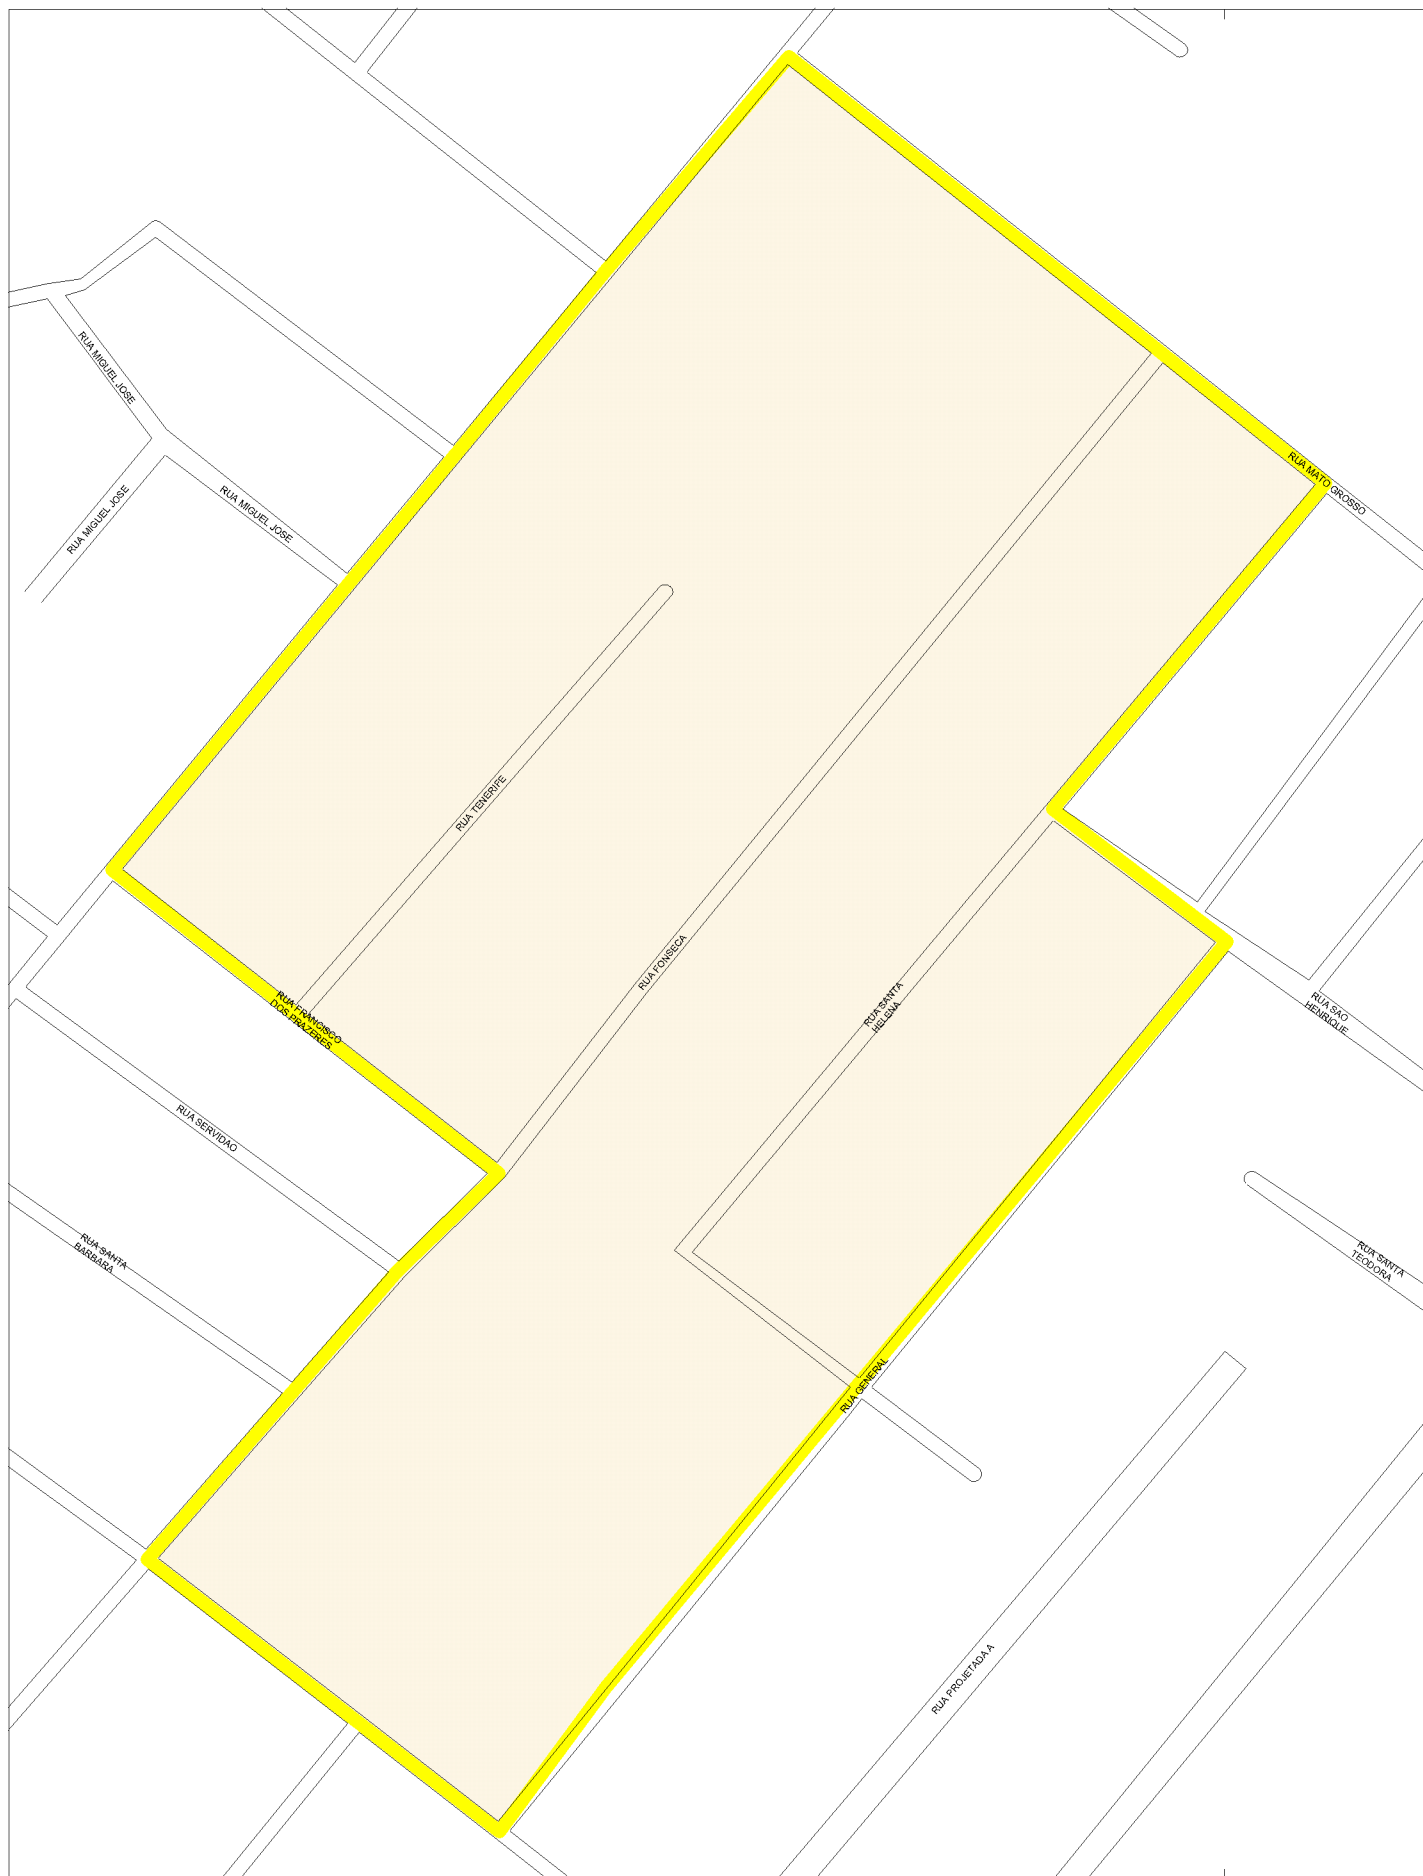 RUA MIGUEL JOSE
RUA MATO GROSSO
RUA MIGUEL JOSE
RUA MIGUEL JOSE
RUA TENERIFE
RUA FONSECA
RUA SANTA
HELENA
RUA FRANCISCO
DOS PRAZERES
RUA SAO
HENRIQUE
RUA SERVIDAO
RUA SANTA
BARBARA
RUA SANTA
TEODORA
RUA GENERAL
RUA PROJETADA A